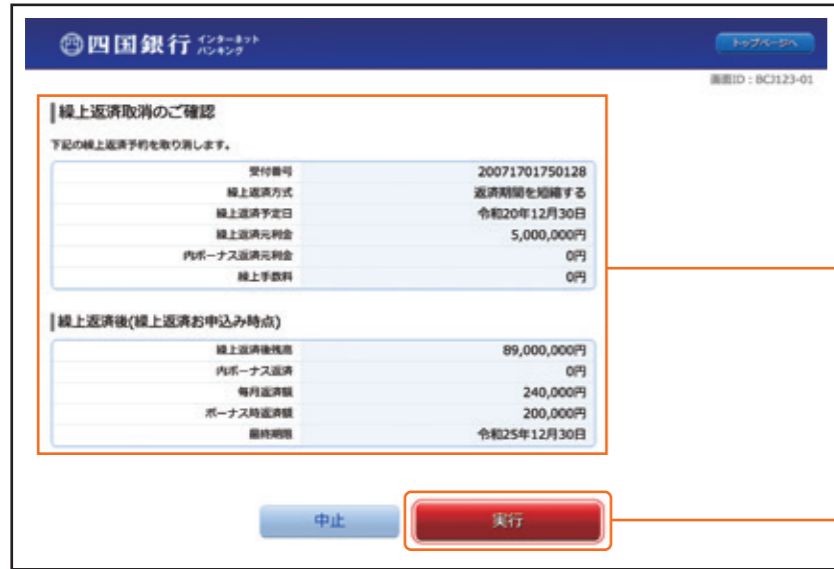 四国銀行 インターネットバンキング
トップページへ
画面ID：BCJ123-01
繰上返済取消のご確認
下記の繰上返済予約を取り消します。
受付番号 20071701750128
繰上返済方式 返済期間を短縮する
繰上返済予定日 令和20年12月30日
繰上返済元利金 5,000,000円
内ボーナス返済元利金 0円
繰上手数料 0円
繰上返済後(繰上返済お申込み時点)
繰上返済後残高 89,000,000円
内ボーナス返済 0円
毎月返済額 240,000円
ボーナス時返済額 200,000円
最終期限 令和25年12月30日
中止 実行